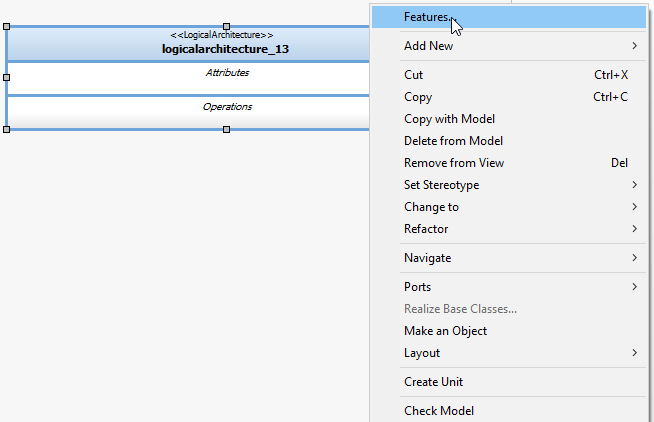 <<LogicalArchitecture>>
logicalarchitecture_13
Attributes
Operations
Features...
Add New
Cut Ctrl+X
Copy Ctrl+C
Copy with Model
Delete from Model
Remove from View Del
Set Stereotype
Change to
Refactor
Navigate
Ports
Realize Base Classes...
Make an Object
Layout
Create Unit
Check Model